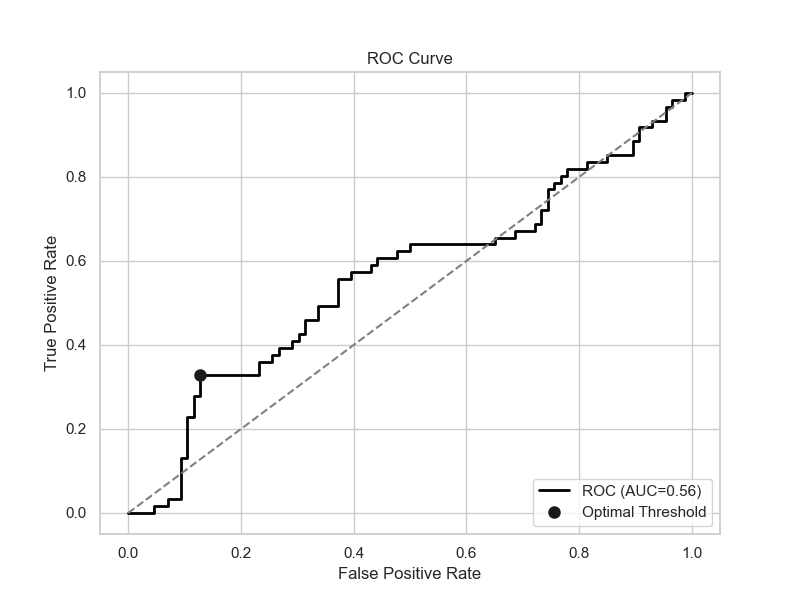 ROC Curve
1.0
0.8
0.6
0.4
0.2
0.0
True Positive Rate
ROC (AUC=0.56)
Optimal Threshold
0.0 0.2 0.4 0.6 0.8 1.0
False Positive Rate